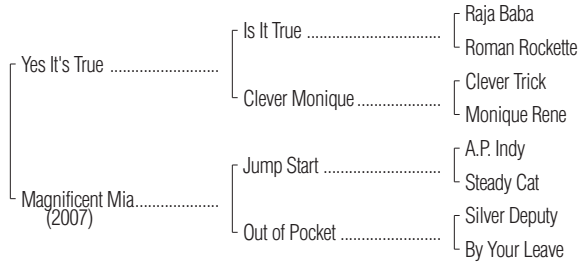 Raja Baba
Is It True
Roman Rockette
Yes It's True
Clever Trick
Clever Monique
Monique Rene
A.P. Indy
Jump Start
Steady Cat
Magnificent Mia
(2007)
Silver Deputy
Out of Pocket
By Your Leave